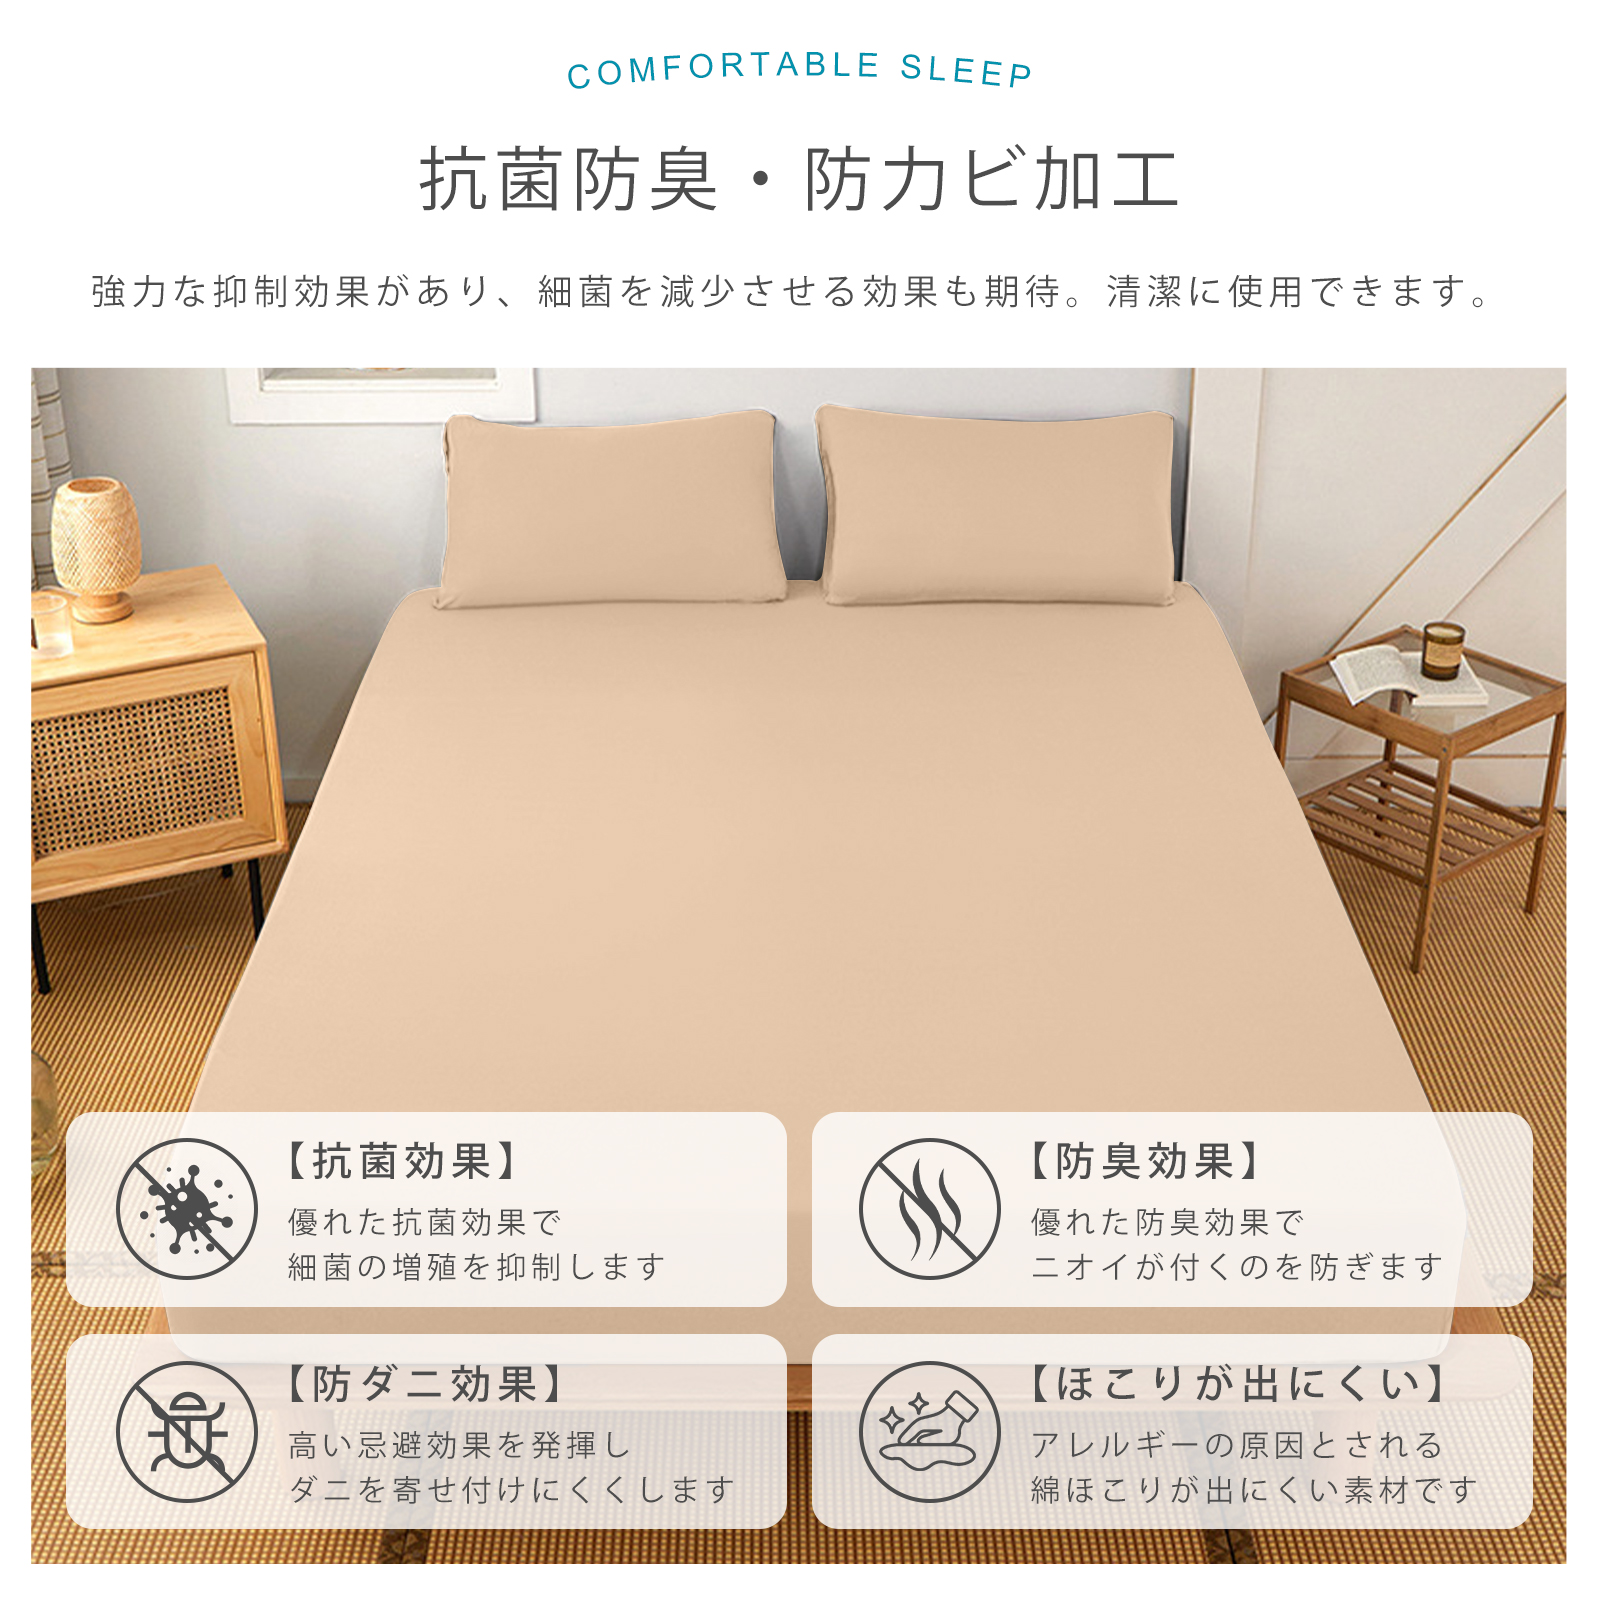 COMFORTABLE SLEEP
抗菌防臭・防カビ加工
強力な抑制効果があり、細菌を減少させる効果も期待。清潔に使用できます。
【抗菌効果】
優れた抗菌効果で
細菌の増殖を抑制します
【防臭効果】
優れた防臭効果で
ニオイが付くのを防ぎます
【防ダニ効果】
高い忌避効果を発揮し
ダニを寄せ付けにくくします
【ほこりが出にくい】
アレルギーの原因とされる
綿ほこりが出にくい素材です